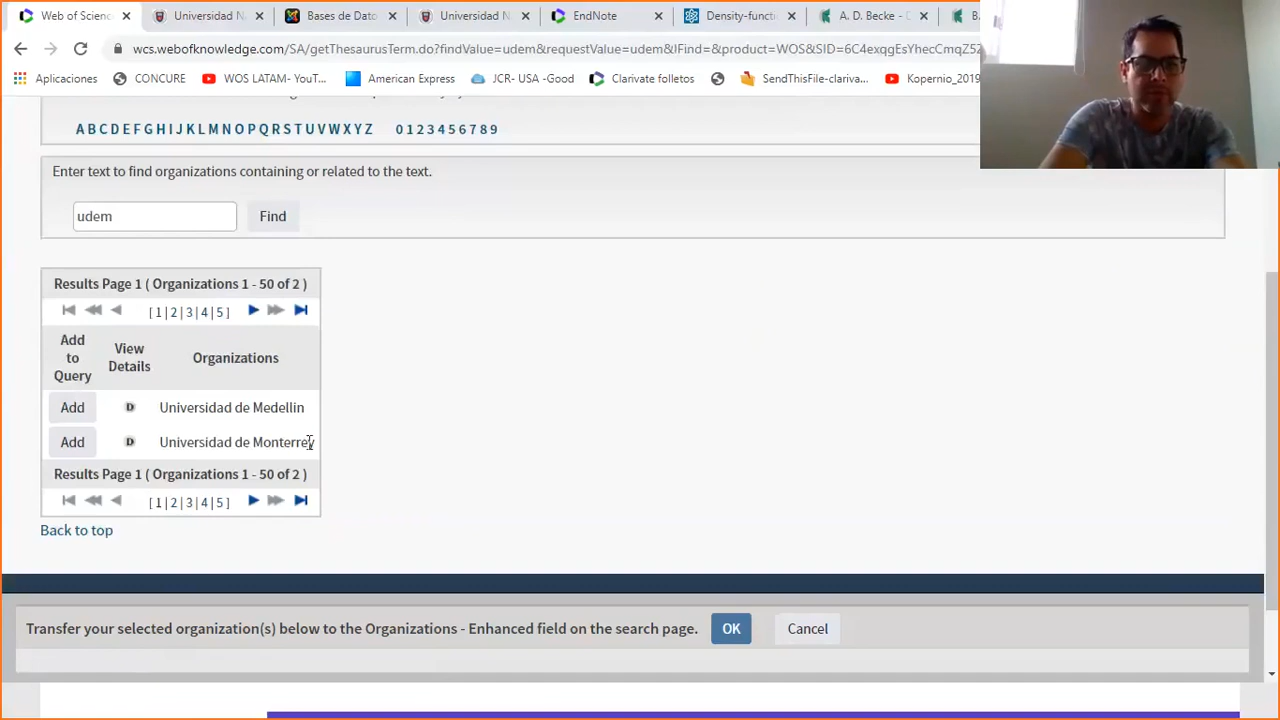 Web of Scienc
Universidad N
Bases de Dato
Universidad N
EndNote
Density-funct
A. D. Becke - D
wcs.webofknowledge.com/SA/getThesaurusTerm.do?findValue=udem&requestValue=udem&IFind=&product=WOS&SID=6C4exqgEsYhecCmqZ5Z
Aplicaciones
CONCURE
WOS LATAM- YouT...
American Express
JCR- USA -Good
Clarivate folletos
SendThisFile-clariva...
Kopernio_2019
A B C D E F G H I J K L M N O P Q R S T U V W X Y Z 0 1 2 3 4 5 6 7 8 9
Enter text to find organizations containing or related to the text.
udem
Find
Results Page 1 ( Organizations 1 - 50 of 2 )
[ 1 | 2 | 3 | 4 | 5 ]
Add to Query
View Details
Organizations
Add D Universidad de Medellin
Add D Universidad de Monterrey
Results Page 1 ( Organizations 1 - 50 of 2 )
[ 1 | 2 | 3 | 4 | 5 ]
Back to top
Transfer your selected organization(s) below to the Organizations - Enhanced field on the search page.
OK
Cancel